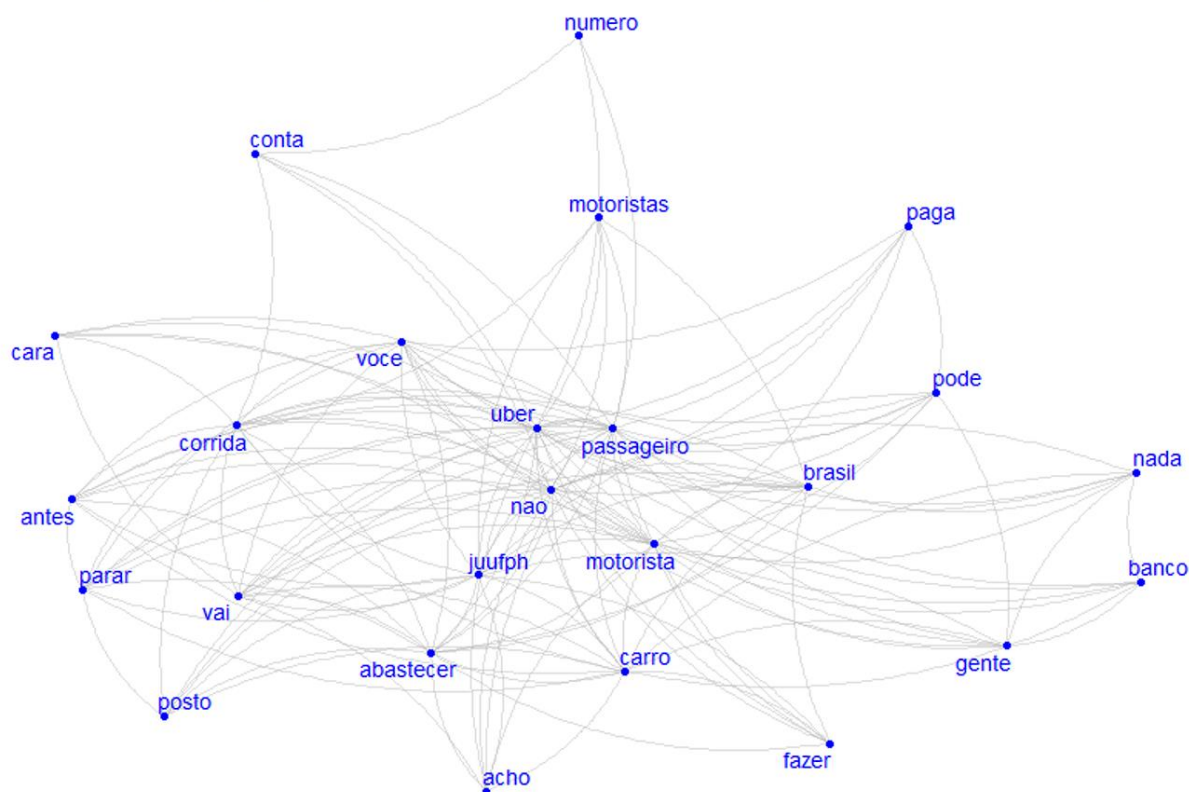 numero
conta
motoristas
paga
cara
voce
pode
uber
corrida
passageiro
nada
brasil
antes
nao
juufph
motorista
parar
banco
vai
abastecer
carro
gente
posto
fazer
acho